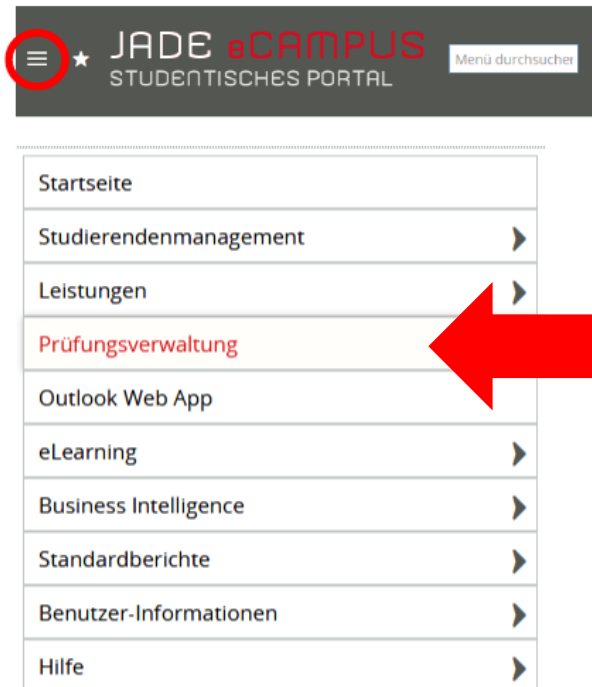 JADE eCAMPUS
STUDENTISCHES PORTAL
Menü durchsuchen
Startseite
Studierendenmanagement
Leistungen
Prüfungsverwaltung
Outlook Web App
eLearning
Business Intelligence
Standardberichte
Benutzer-Informationen
Hilfe